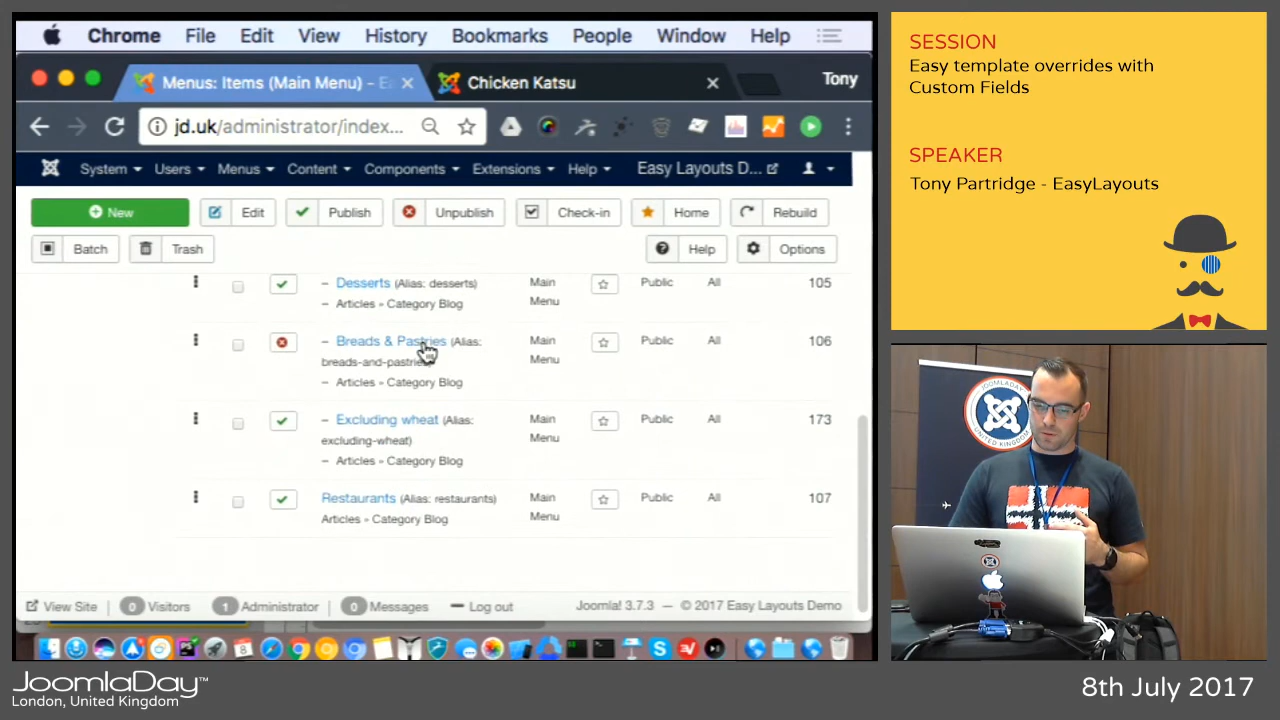 Chrome File Edit View History Bookmarks People Window Help
Menus: Items (Main Menu) - Ea
Chicken Katsu
Tony
jd.uk/administrator/index...
System Users Menus Content Components Extensions Help Easy Layouts D...
New Edit Publish Unpublish Check-in Home Rebuild
Batch Trash Help Options
– Desserts (Alias: desserts) Main Public All 105
– Articles » Category Blog Menu
– Breads & Pastries (Alias: Main Public All 106
breads-and-pastries) Menu
– Articles » Category Blog
– Excluding wheat (Alias: Main Public All 173
excluding-wheat) Menu
– Articles » Category Blog
Restaurants (Alias: restaurants) Main Public All 107
Articles » Category Blog Menu
View Site 0 Visitors 1 Administrator 0 Messages Log out Joomla! 3.7.3 — © 2017 Easy Layouts Demo
SESSION
Easy template overrides with
Custom Fields
SPEAKER
Tony Partridge - EasyLayouts
JOOMLADAY
UNITED KINGDOM
JoomlaDay™
London, United Kingdom
8th July 2017